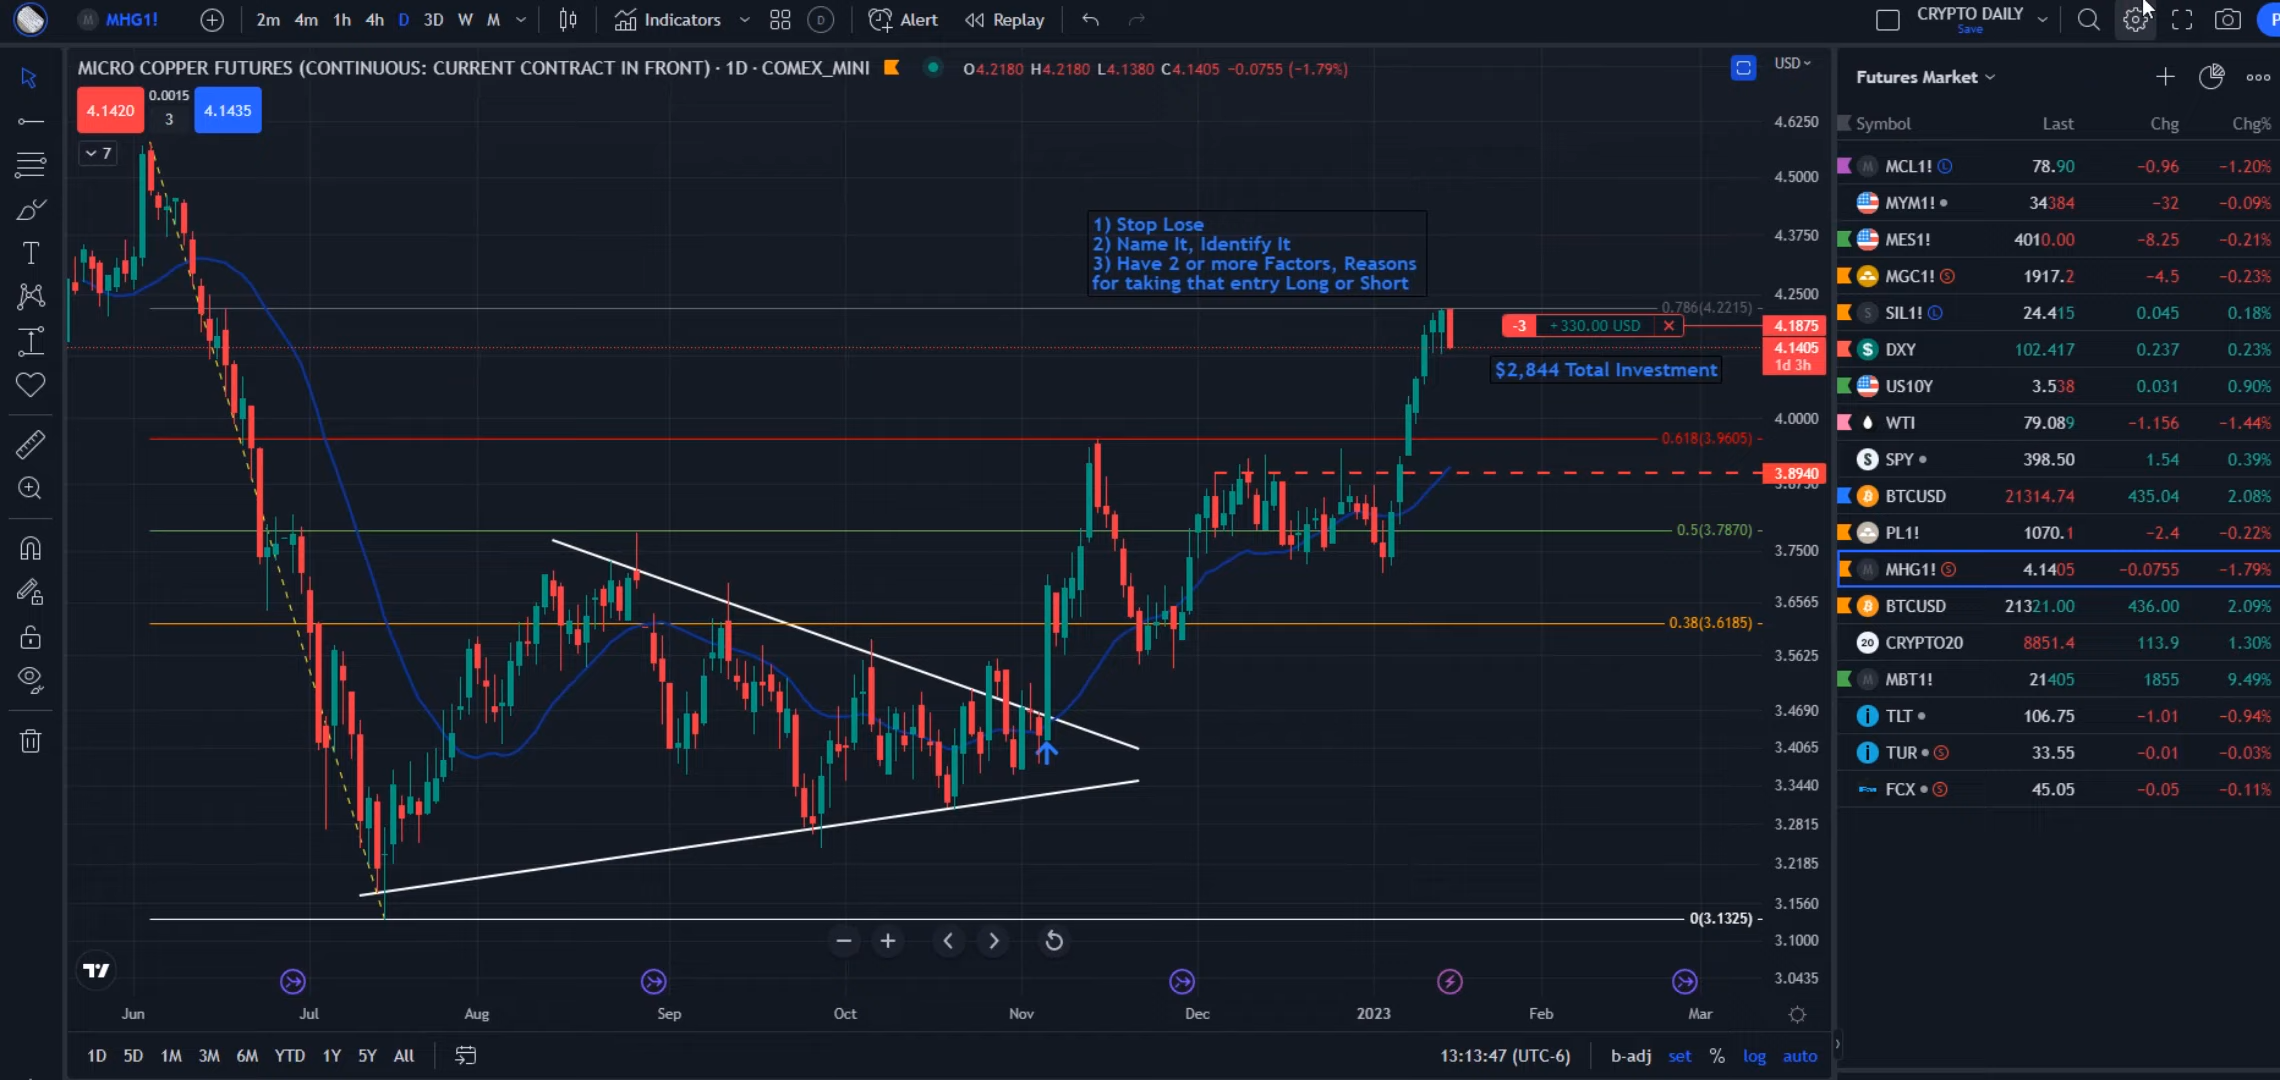 MHG1!
2m 4m 1h 4h D 3D W M
Indicators
Alert
Replay
CRYPTO DAILY
Save
MICRO COPPER FUTURES (CONTINUOUS: CURRENT CONTRACT IN FRONT) · 1D · COMEX_MINI
O4.2180 H4.2180 L4.1380 C4.1405 −0.0755 (−1.79%)
4.1420
0.0015
3
4.1435
7
USD
4.6250
4.5000
4.3750
4.2500
4.1875
4.1405
1d 3h
4.0000
3.8940
3.8750
3.7500
3.6565
3.5625
3.4690
3.4065
3.3440
3.2815
3.2185
3.1560
3.1000
3.0435
1) Stop Lose
2) Name It, Identify It
3) Have 2 or more Factors, Reasons
for taking that entry Long or Short
0.786(4.2215)
-3 +330.00 USD
$2,844 Total Investment
0.618(3.9605)
0.5(3.7870)
0.38(3.6185)
0(3.1325)
Jun Jul Aug Sep Oct Nov Dec 2023 Feb Mar
1D 5D 1M 3M 6M YTD 1Y 5Y All
13:13:47 (UTC-6) b-adj set % log auto
Futures Market
Symbol Last Chg Chg%
MCL1! L 78.90 −0.96 −1.20%
MYM1! 34384 −32 −0.09%
MES1! 4010.00 −8.25 −0.21%
MGC1! S 1917.2 −4.5 −0.23%
SIL1! L 24.415 0.045 0.18%
DXY 102.417 0.237 0.23%
US10Y 3.538 0.031 0.90%
WTI 79.089 −1.156 −1.44%
SPY 398.50 1.54 0.39%
BTCUSD 21314.74 435.04 2.08%
PL1! 1070.1 −2.4 −0.22%
MHG1! S 4.1405 −0.0755 −1.79%
BTCUSD 21321.00 436.00 2.09%
20 CRYPTO20 8851.4 113.9 1.30%
MBT1! 21405 1855 9.49%
TLT 106.75 −1.01 −0.94%
TUR S 33.55 −0.01 −0.03%
FCX S 45.05 −0.05 −0.11%